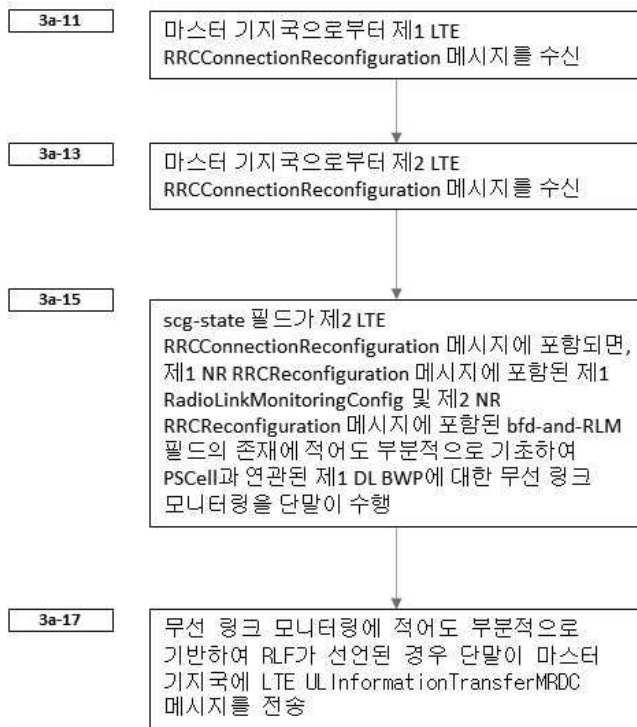 3a-11
마스터 기지국으로부터 제1 LTE
RRCConnectionReconfiguration 메시지를 수신
3a-13
마스터 기지국으로부터 제2 LTE
RRCConnectionReconfiguration 메시지를 수신
3a-15
scg-state 필드가 제2 LTE
RRCConnectionReconfiguration 메시지에 포함되면,
제1 NR RRCReconfiguration 메시지에 포함된 제1
RadioLinkMonitoringConfig 및 제2 NR
RRCReconfiguration 메시지에 포함된 bfd-and-RLM
필드의 존재에 적어도 부분적으로 기초하여
PSCell과 연관된 제1 DL BWP에 대한 무선 링크
모니터링을 단말이 수행
3a-17
무선 링크 모니터링에 적어도 부분적으로
기반하여 RLF가 선언된 경우 단말이 마스터
기지국에 LTE ULInformationTransferMRDC
메시지를 전송